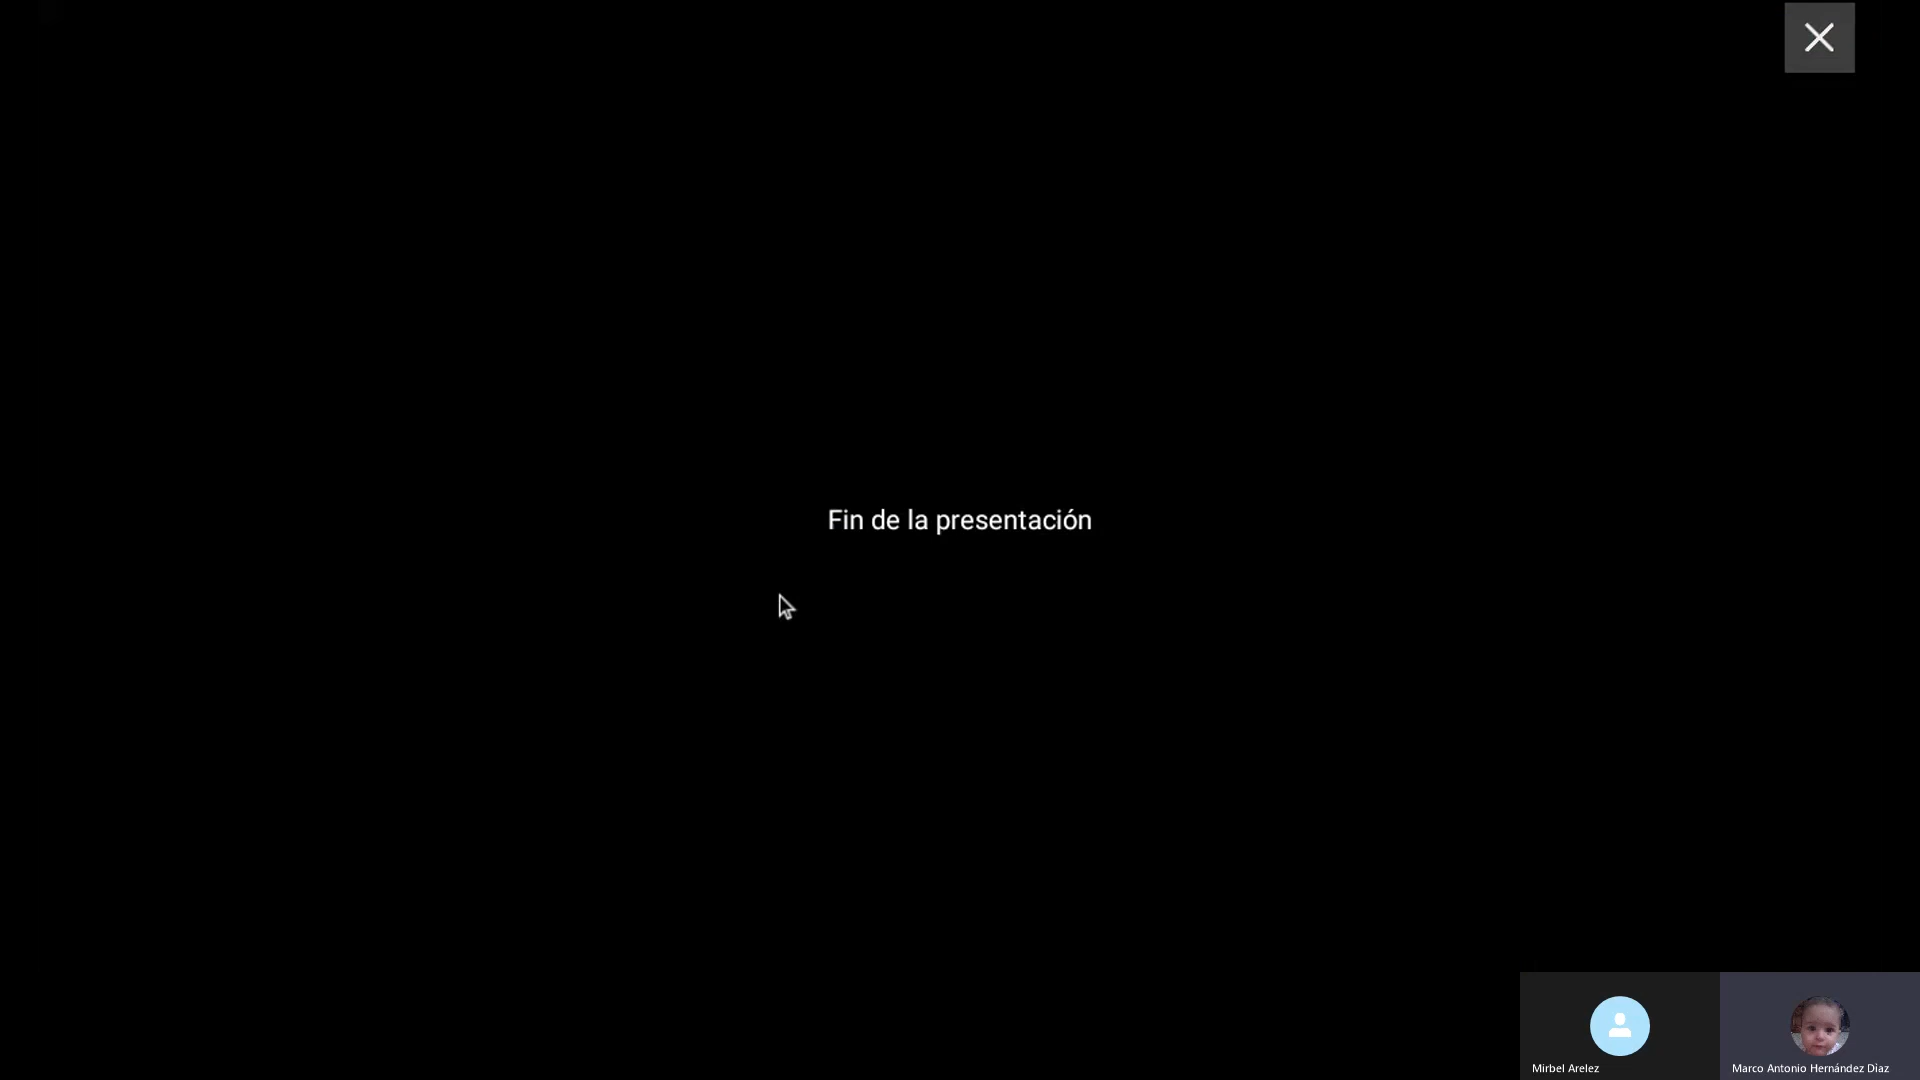 Fin de la presentación
Mirbel Arelez
Marco Antonio Hernández Díaz